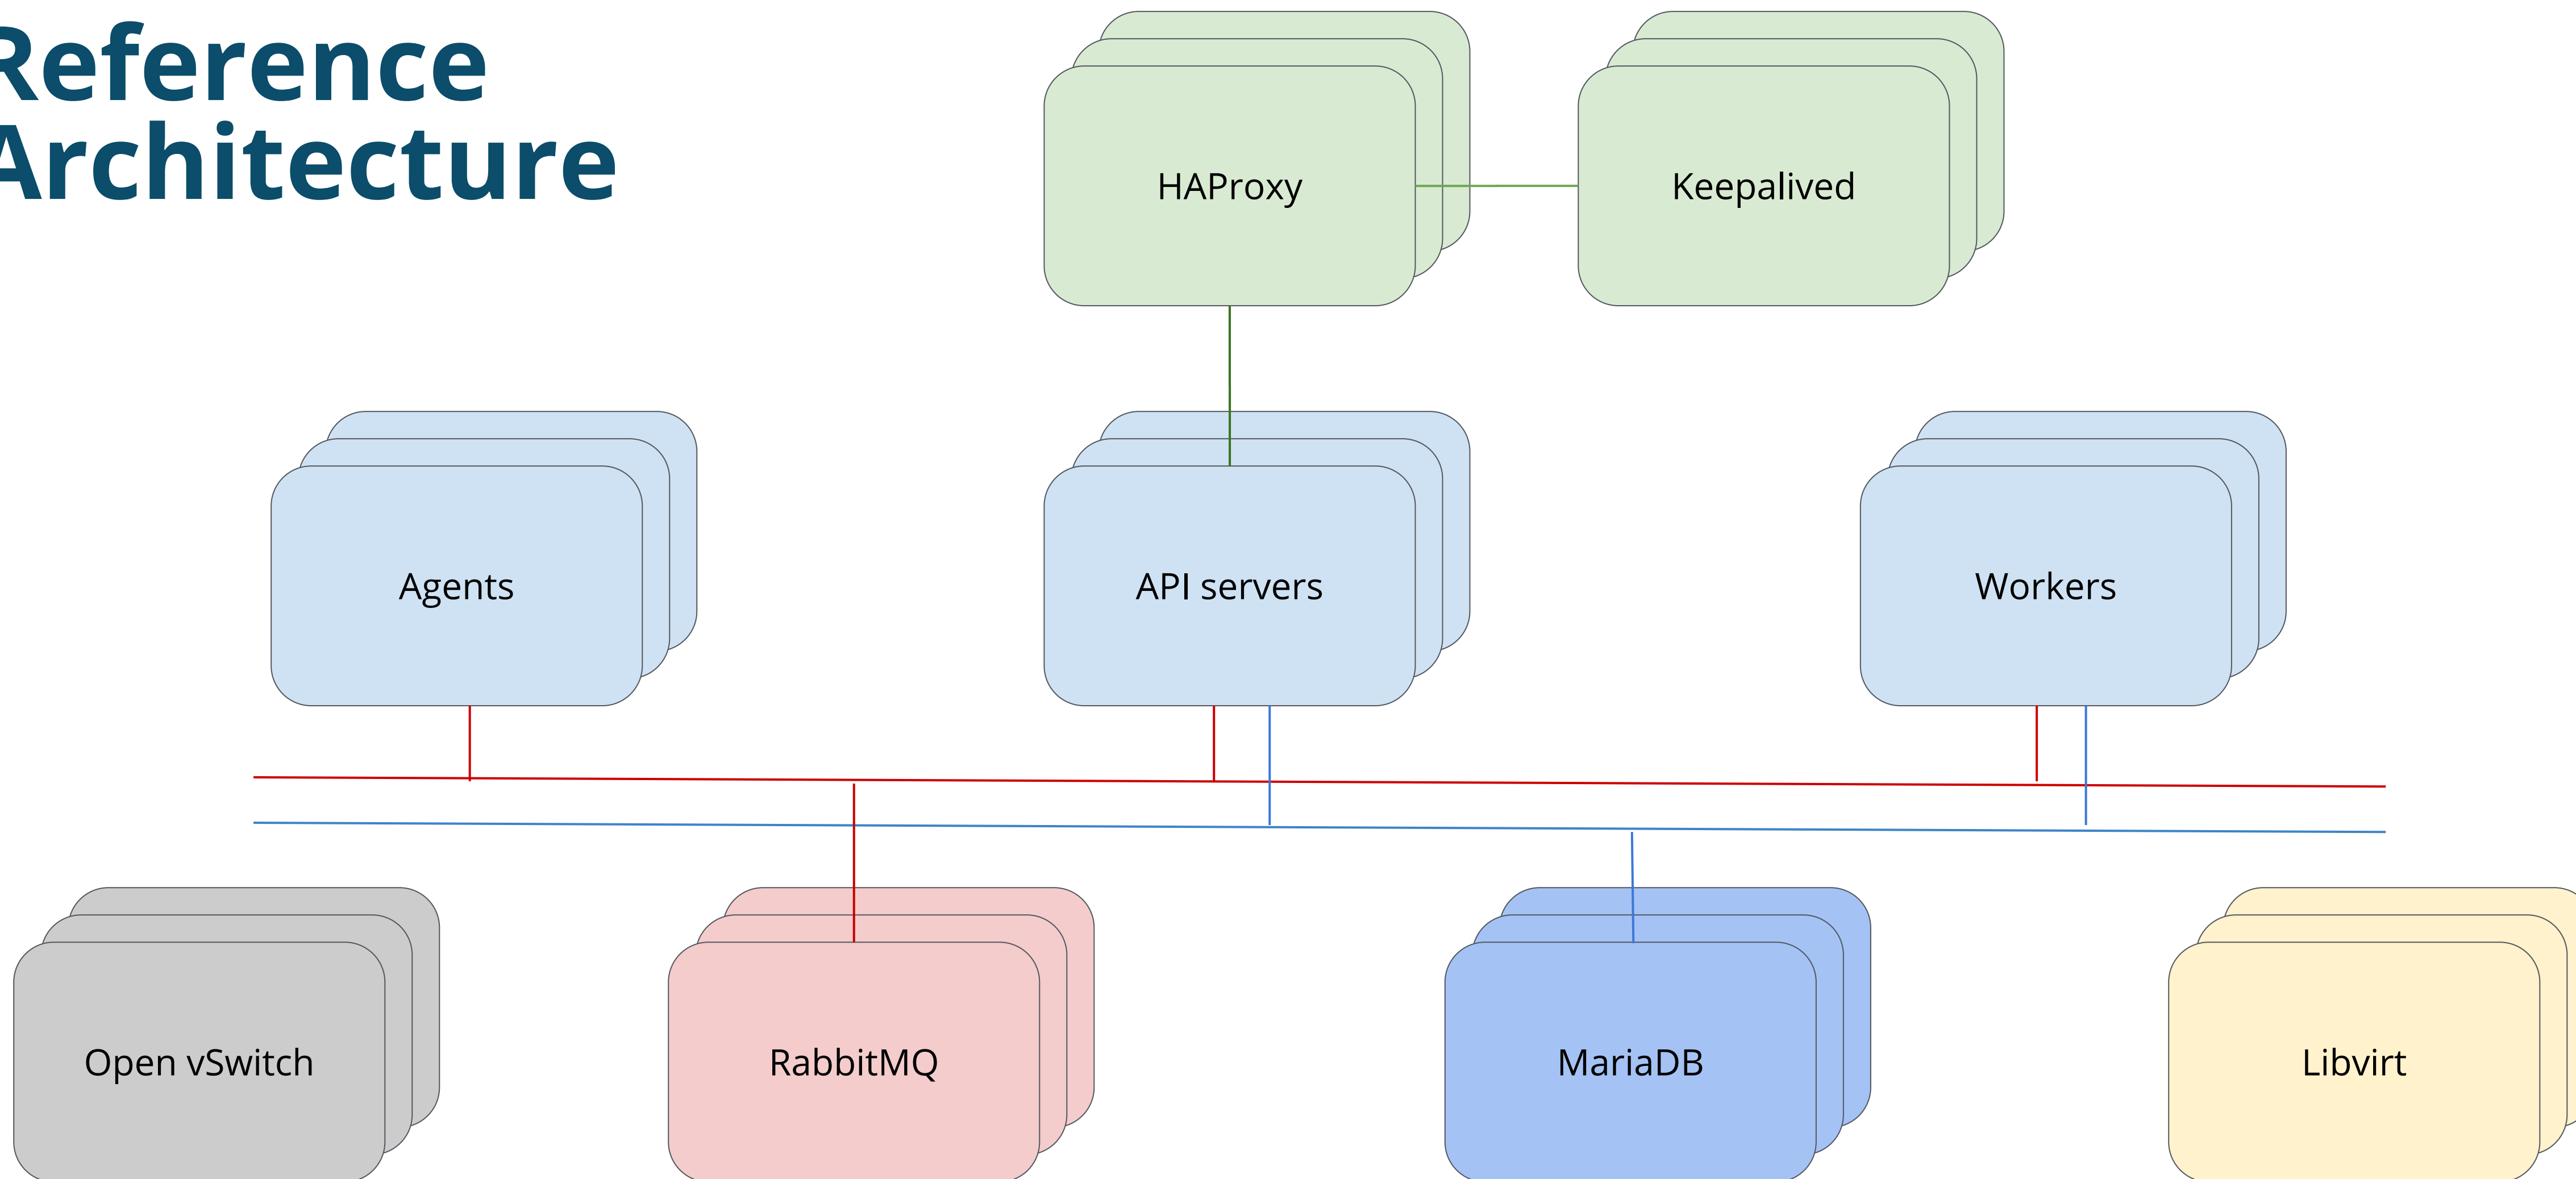 Reference
Architecture
HAProxy
Keepalived
Agents
API servers
Workers
Open vSwitch
RabbitMQ
MariaDB
Libvirt